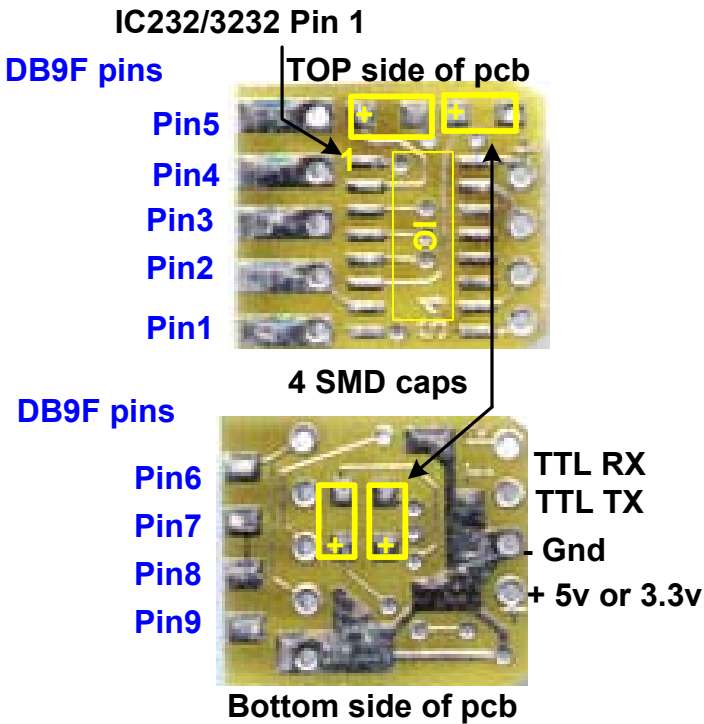 IC232/3232 Pin 1
DB9F pins
TOP side of pcb
Pin5
+
+
1
Pin4
Pin3
IC
Pin2
Pin1
4 SMD caps
DB9F pins
TTL RX
Pin6
TTL TX
Pin7
+
+
- Gnd
Pin8
+ 5v or 3.3v
Pin9
Bottom side of pcb